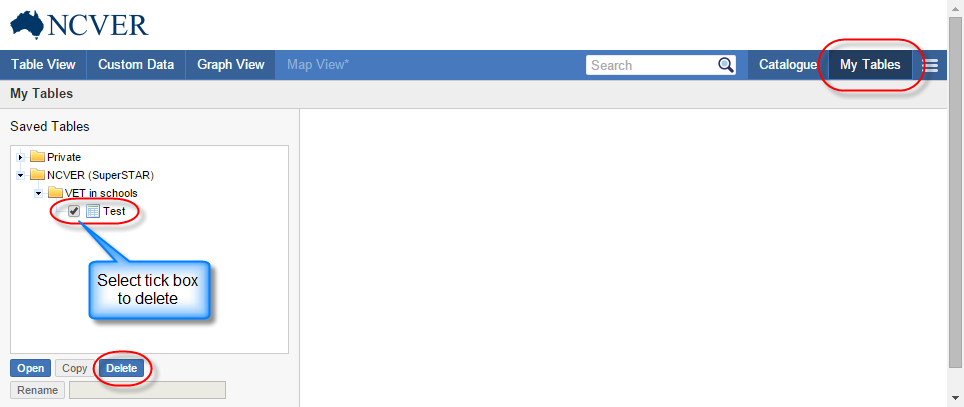 NCVER
Table View Custom Data Graph View Map View* Search Catalogue My Tables
My Tables
Saved Tables
Private
NCVER (SuperSTAR)
VET in schools
Test
Select tick box
to delete
Open Copy Delete
Rename